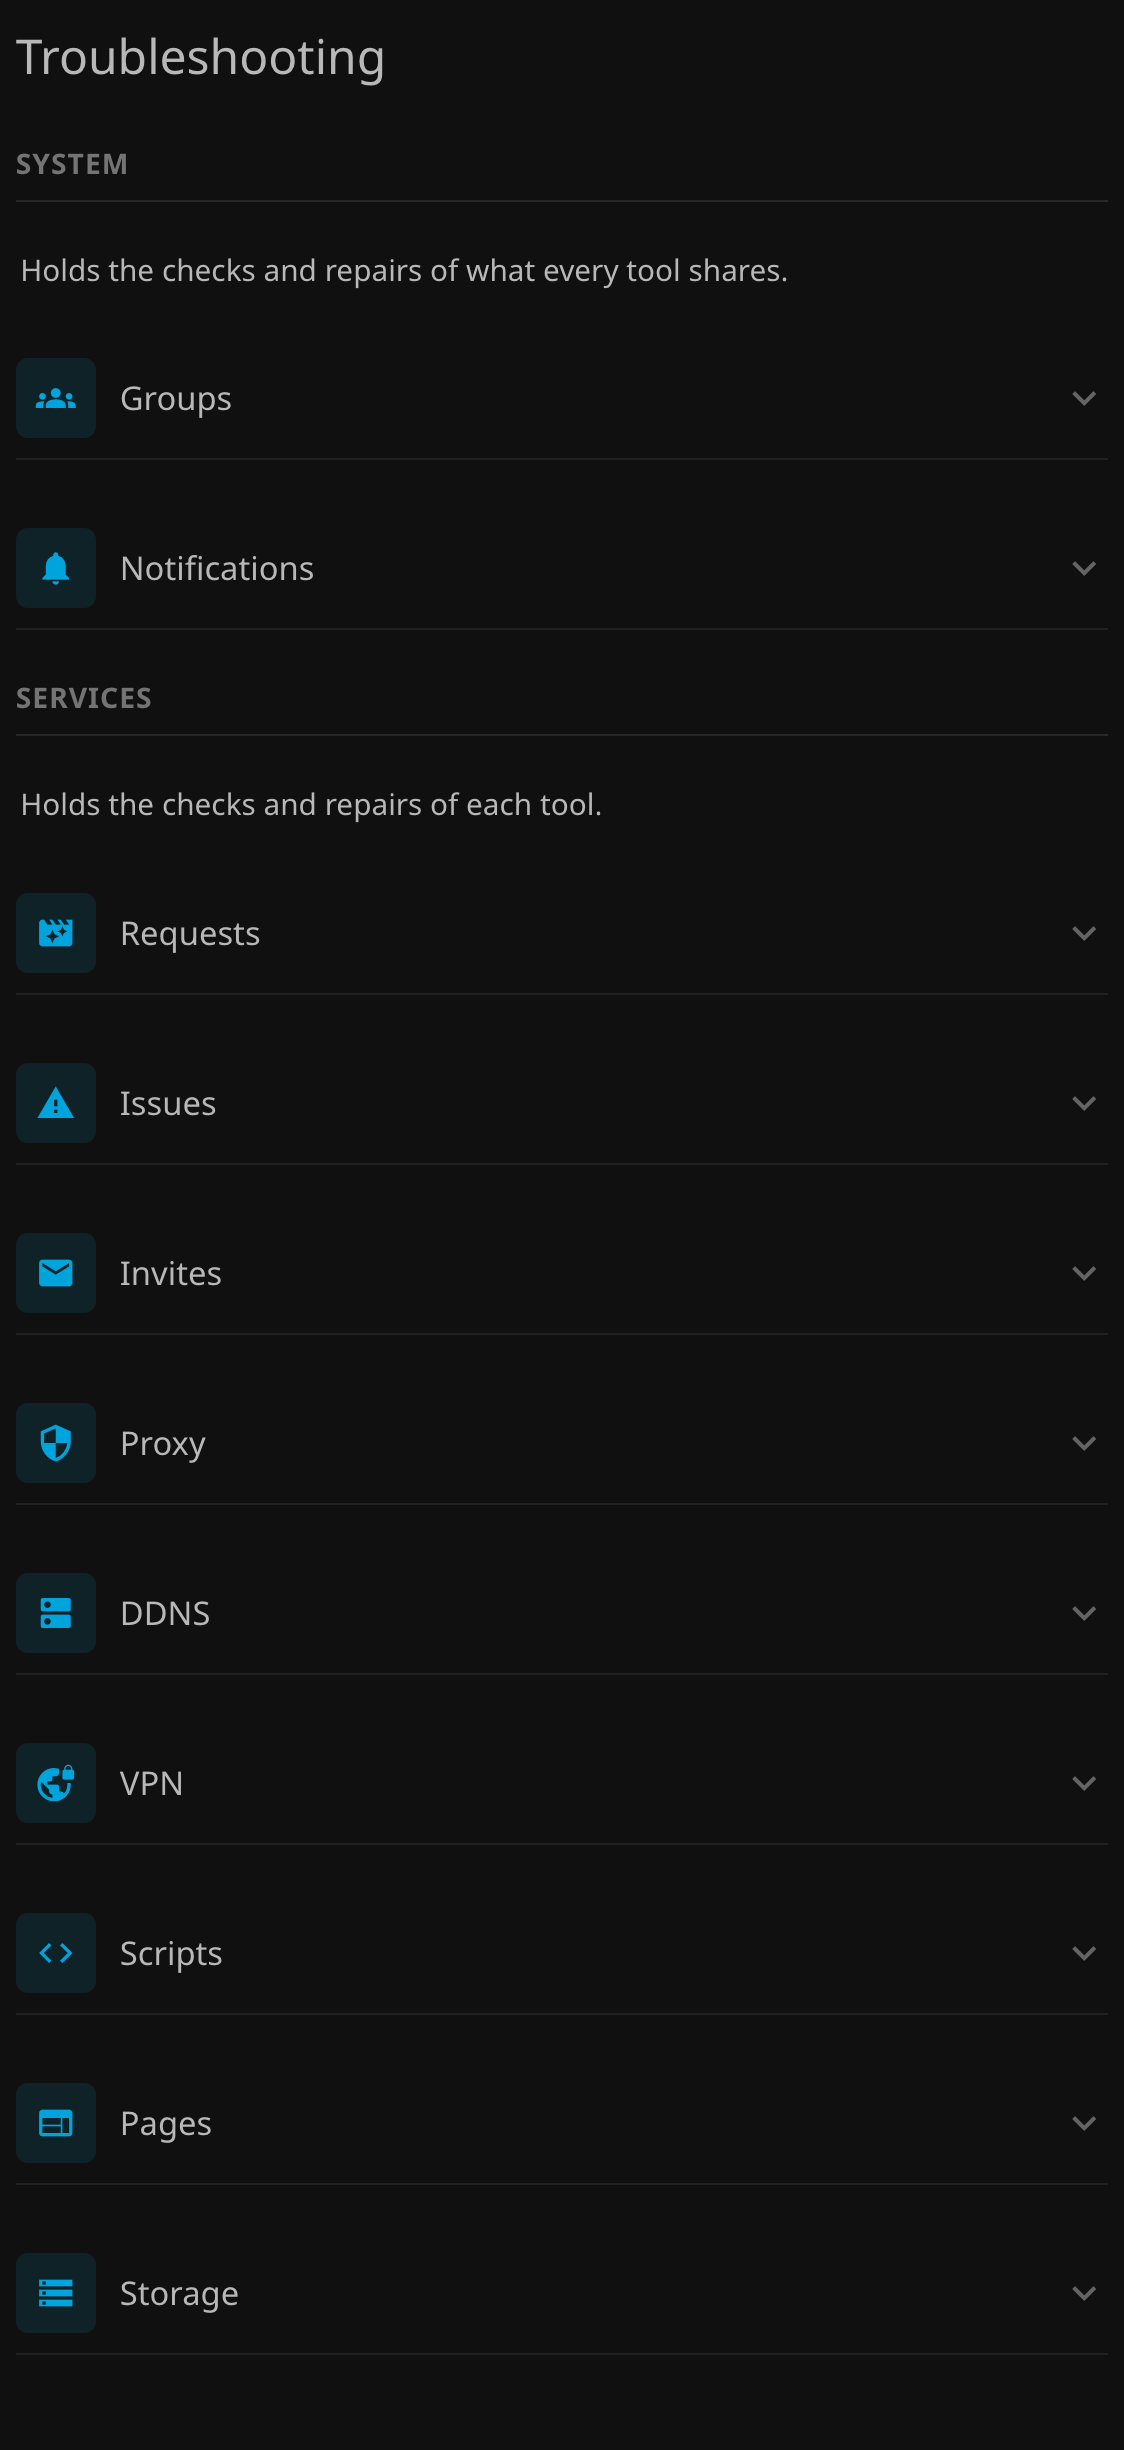 Troubleshooting
SYSTEM
Holds the checks and repairs of what every tool shares.
Groups
Notifications
SERVICES
Holds the checks and repairs of each tool.
Requests
Issues
Invites
Proxy
DDNS
VPN
Scripts
Pages
Storage